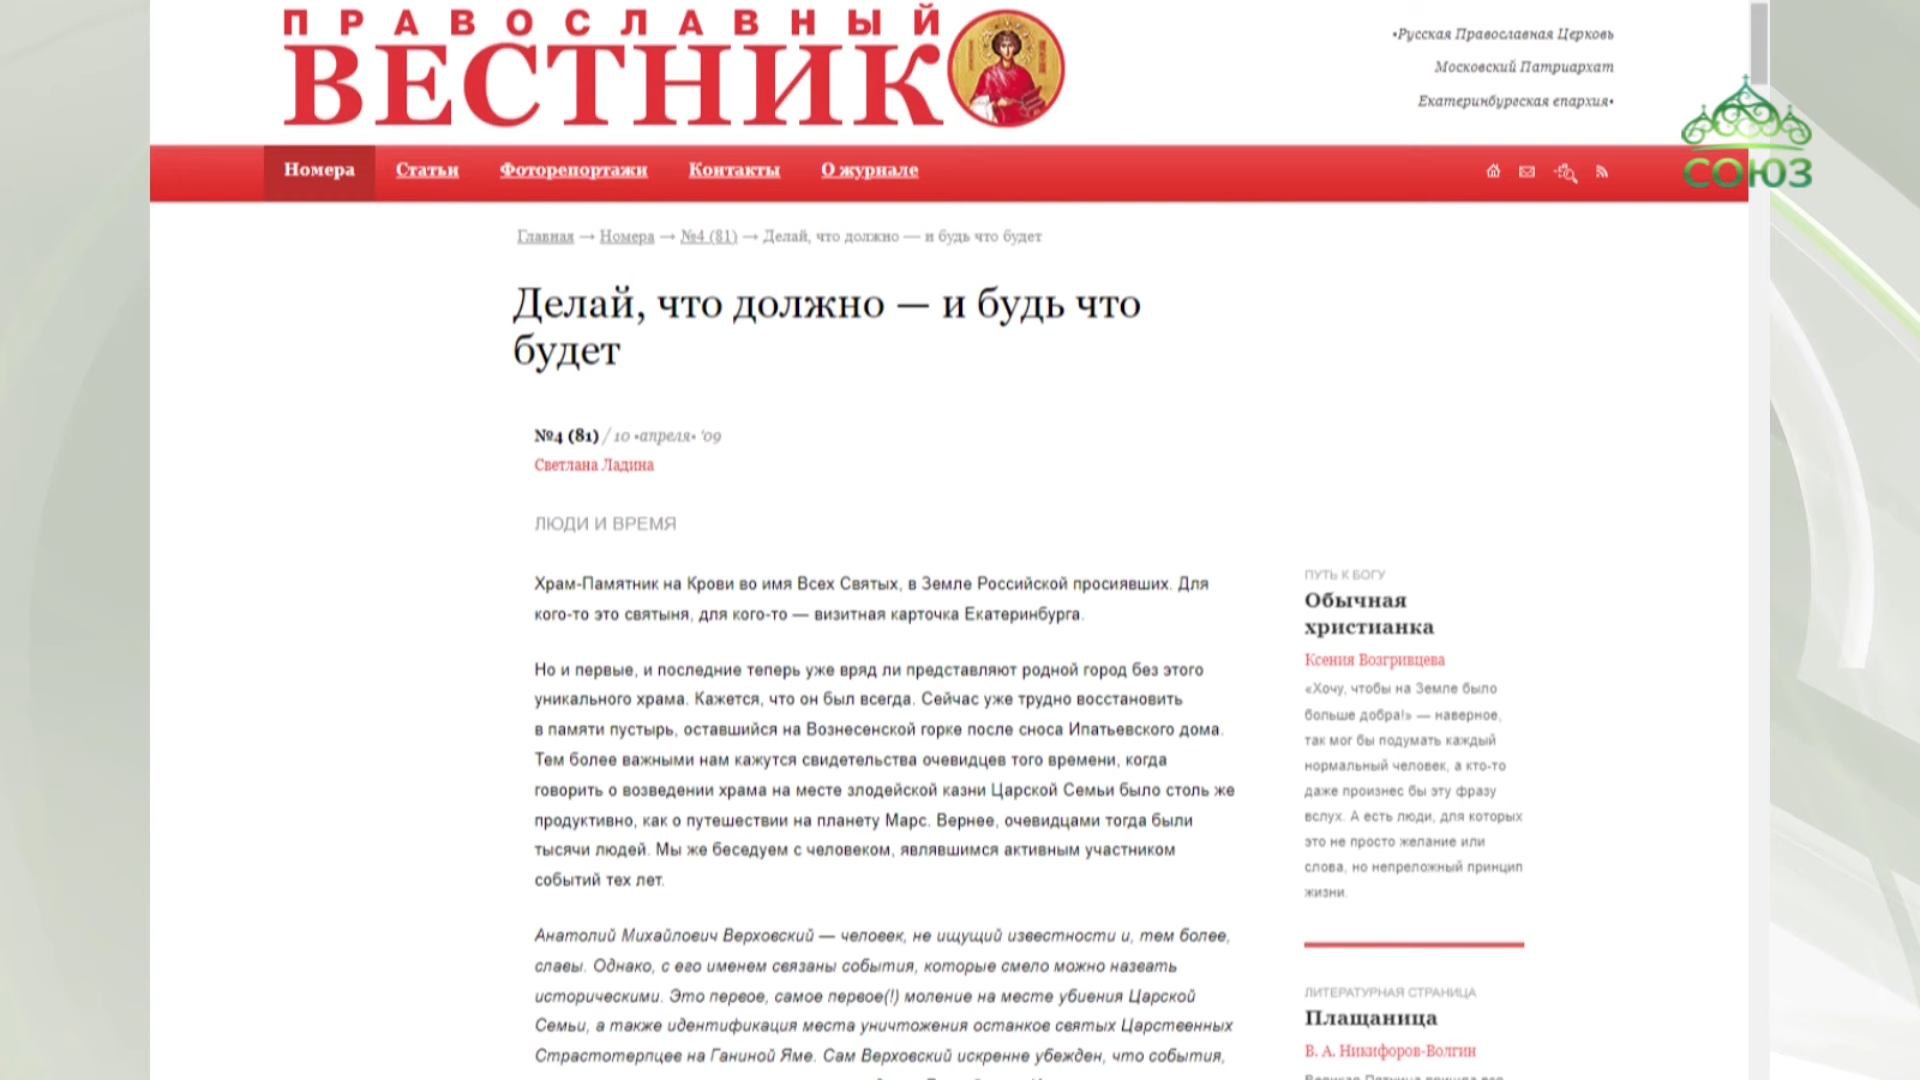 ПРАВОСЛАВНЫЙ
ВЕСТНИК
•Русская Православная Церковь
Московский Патриархат
Екатеринбургская епархия•
СОЮЗ
Номера Статьи Фоторепортажи Контакты О журнале
Главная → Номера → №4 (81) → Делай, что должно — и будь что будет
Делай, что должно — и будь что
будет
№4 (81) / 10 •апреля• '09
Светлана Ладина
ЛЮДИ И ВРЕМЯ
Храм-Памятник на Крови во имя Всех Святых, в Земле Российской просиявших. Для
кого-то это святыня, для кого-то — визитная карточка Екатеринбурга.
Но и первые, и последние теперь уже вряд ли представляют родной город без этого
уникального храма. Кажется, что он был всегда. Сейчас уже трудно восстановить
в памяти пустырь, оставшийся на Вознесенской горке после сноса Ипатьевского дома.
Тем более важными нам кажутся свидетельства очевидцев того времени, когда
говорить о возведении храма на месте злодейской казни Царской Семьи было столь же
продуктивно, как о путешествии на планету Марс. Вернее, очевидцами тогда были
тысячи людей. Мы же беседуем с человеком, являвшимся активным участником
событий тех лет.
Анатолий Михайлович Верховский — человек, не ищущий известности и, тем более,
славы. Однако, с его именем связаны события, которые смело можно назвать
историческими. Это первое, самое первое(!) моление на месте убиения Царской
Семьи, а также идентификация места уничтожения останков святых Царственных
Страстотерпцев на Ганиной Яме. Сам Верховский искренне убежден, что события,
ПУТЬ К БОГУ
Обычная
христианка
Ксения Возгривцева
«Хочу, чтобы на Земле было
больше добра!» — наверное,
так мог бы подумать каждый
нормальный человек, а кто-то
даже произнес бы эту фразу
вслух. А есть люди, для которых
это не просто желание или
слова, но непреложный принцип
жизни.
ЛИТЕРАТУРНАЯ СТРАНИЦА
Плащаница
В. А. Никифоров-Волгин